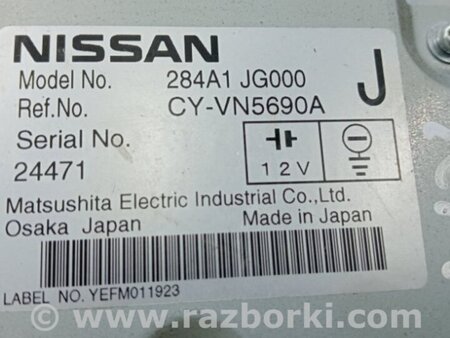 NISSAN
Model No. 284A1 JG000 J
Ref.No. CY-VN5690A
Serial No.
24471
12V
Matsushita Electric Industrial Co.,Ltd.
Osaka Japan Made in Japan
LABEL NO. YEFM011923
www.razborki.com